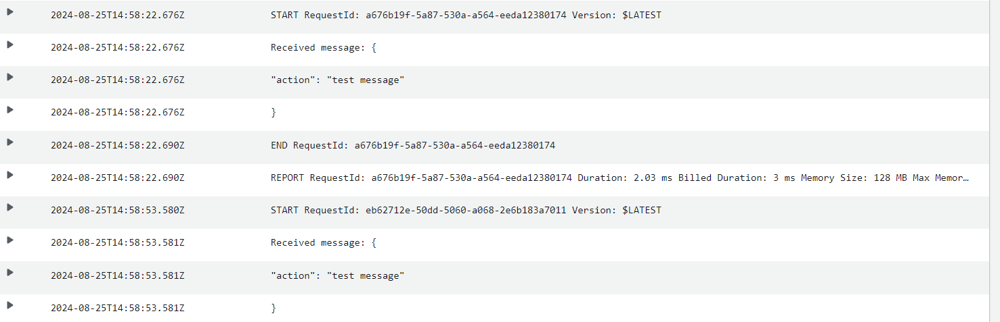 2024-08-25T14:58:22.676Z START RequestId: a676b19f-5a87-530a-a564-eeda12380174 Version: $LATEST
2024-08-25T14:58:22.676Z Received message: {
2024-08-25T14:58:22.676Z "action": "test message"
2024-08-25T14:58:22.676Z }
2024-08-25T14:58:22.690Z END RequestId: a676b19f-5a87-530a-a564-eeda12380174
2024-08-25T14:58:22.690Z REPORT RequestId: a676b19f-5a87-530a-a564-eeda12380174 Duration: 2.03 ms Billed Duration: 3 ms Memory Size: 128 MB Max Memor…
2024-08-25T14:58:53.580Z START RequestId: eb62712e-50dd-5060-a068-2e6b183a7011 Version: $LATEST
2024-08-25T14:58:53.581Z Received message: {
2024-08-25T14:58:53.581Z "action": "test message"
2024-08-25T14:58:53.581Z }